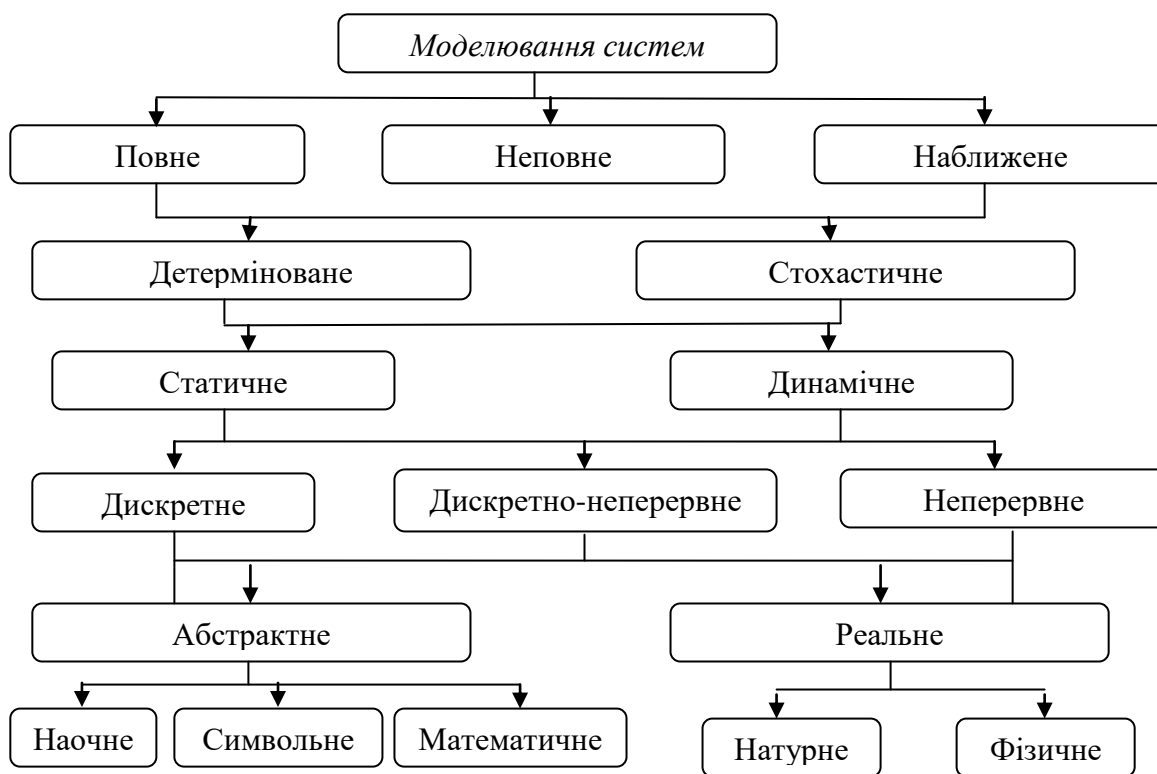 Моделювання систем
Повне
Неповне
Наближене
Детерміноване
Стохастичне
Статичне
Динамічне
Дискретне
Дискретно-неперервне
Неперервне
Абстрактне
Реальне
Наочне
Символьне
Математичне
Натурне
Фізичне